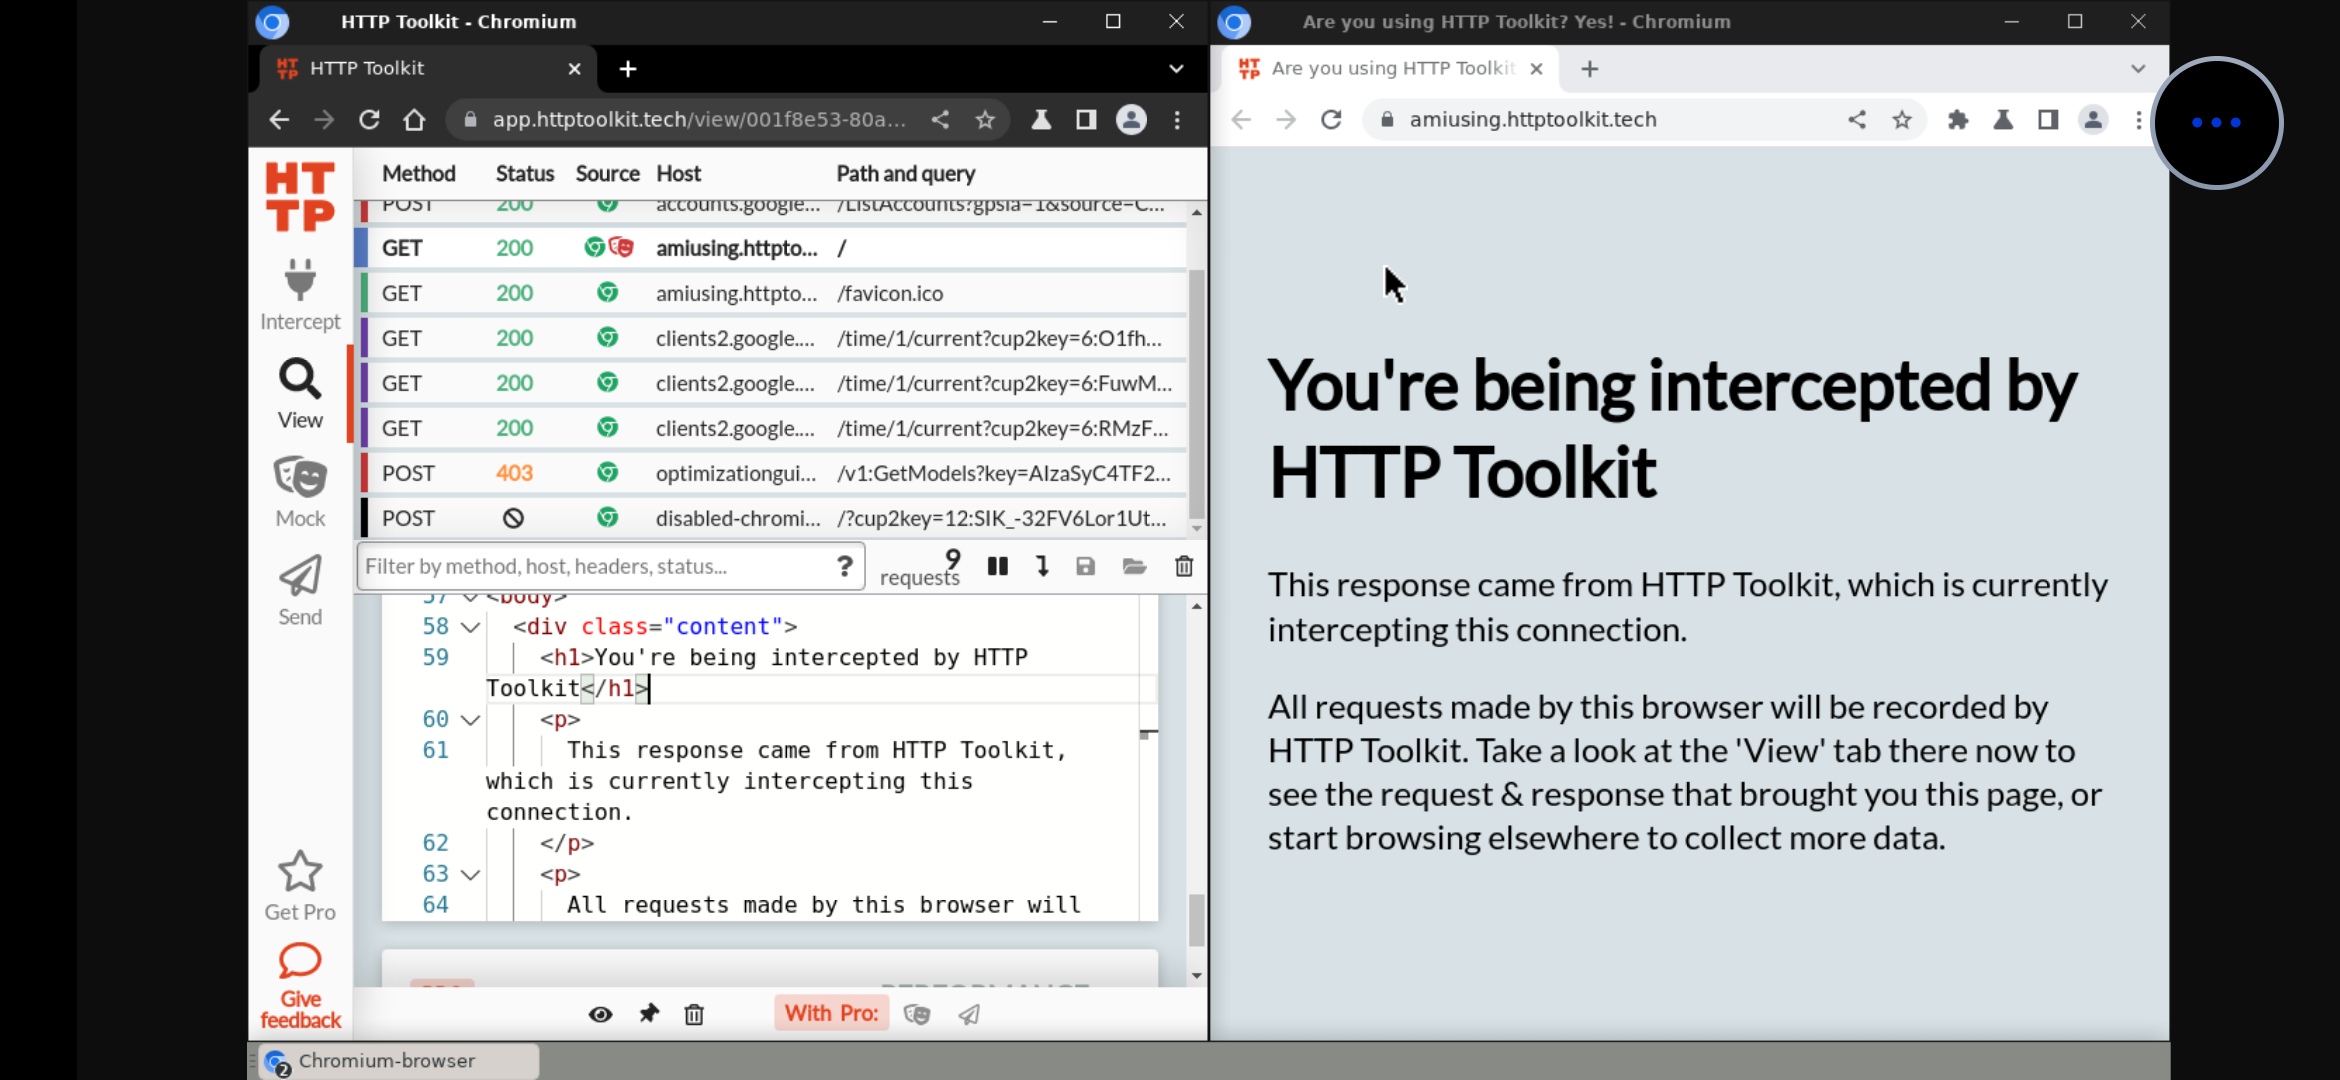 HTTP Toolkit - Chromium
HTTP Toolkit
app.httptoolkit.tech/view/001f8e53-80a...
HT
TP
Intercept
View
Mock
Send
Get Pro
Give
feedback
Method Status Source Host Path and query
POST 200 accounts.google... /ListAccounts?gpsia=1&source=C...
GET 200 amiusing.httpto... /
GET 200 amiusing.httpto... /favicon.ico
GET 200 clients2.google.... /time/1/current?cup2key=6:O1fh...
GET 200 clients2.google.... /time/1/current?cup2key=6:FuwM...
GET 200 clients2.google.... /time/1/current?cup2key=6:RMzF...
POST 403 optimizationgui... /v1:GetModels?key=AIzaSyC4TF2...
POST disabled-chromi... /?cup2key=12:SIK_-32FV6Lor1Ut...
Filter by method, host, headers, status... ? 9
requests
57 <body>
58 <div class="content">
59 <h1>You're being intercepted by HTTP
Toolkit</h1>
60 <p>
61 This response came from HTTP Toolkit,
which is currently intercepting this
connection.
62 </p>
63 <p>
64 All requests made by this browser will
PERFORMANCE
With Pro:
Chromium-browser
2
Are you using HTTP Toolkit? Yes! - Chromium
HT
TP
Are you using HTTP Toolkit
amiusing.httptoolkit.tech
You're being intercepted by
HTTP Toolkit
This response came from HTTP Toolkit, which is currently
intercepting this connection.
All requests made by this browser will be recorded by
HTTP Toolkit. Take a look at the 'View' tab there now to
see the request & response that brought you this page, or
start browsing elsewhere to collect more data.